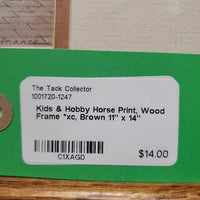 The Tack Collector
1001720-1247
Kids & Hobby Horse Print, Wood
Frame *xc, Brown 11" x 14"
C1XAGD
$14.00